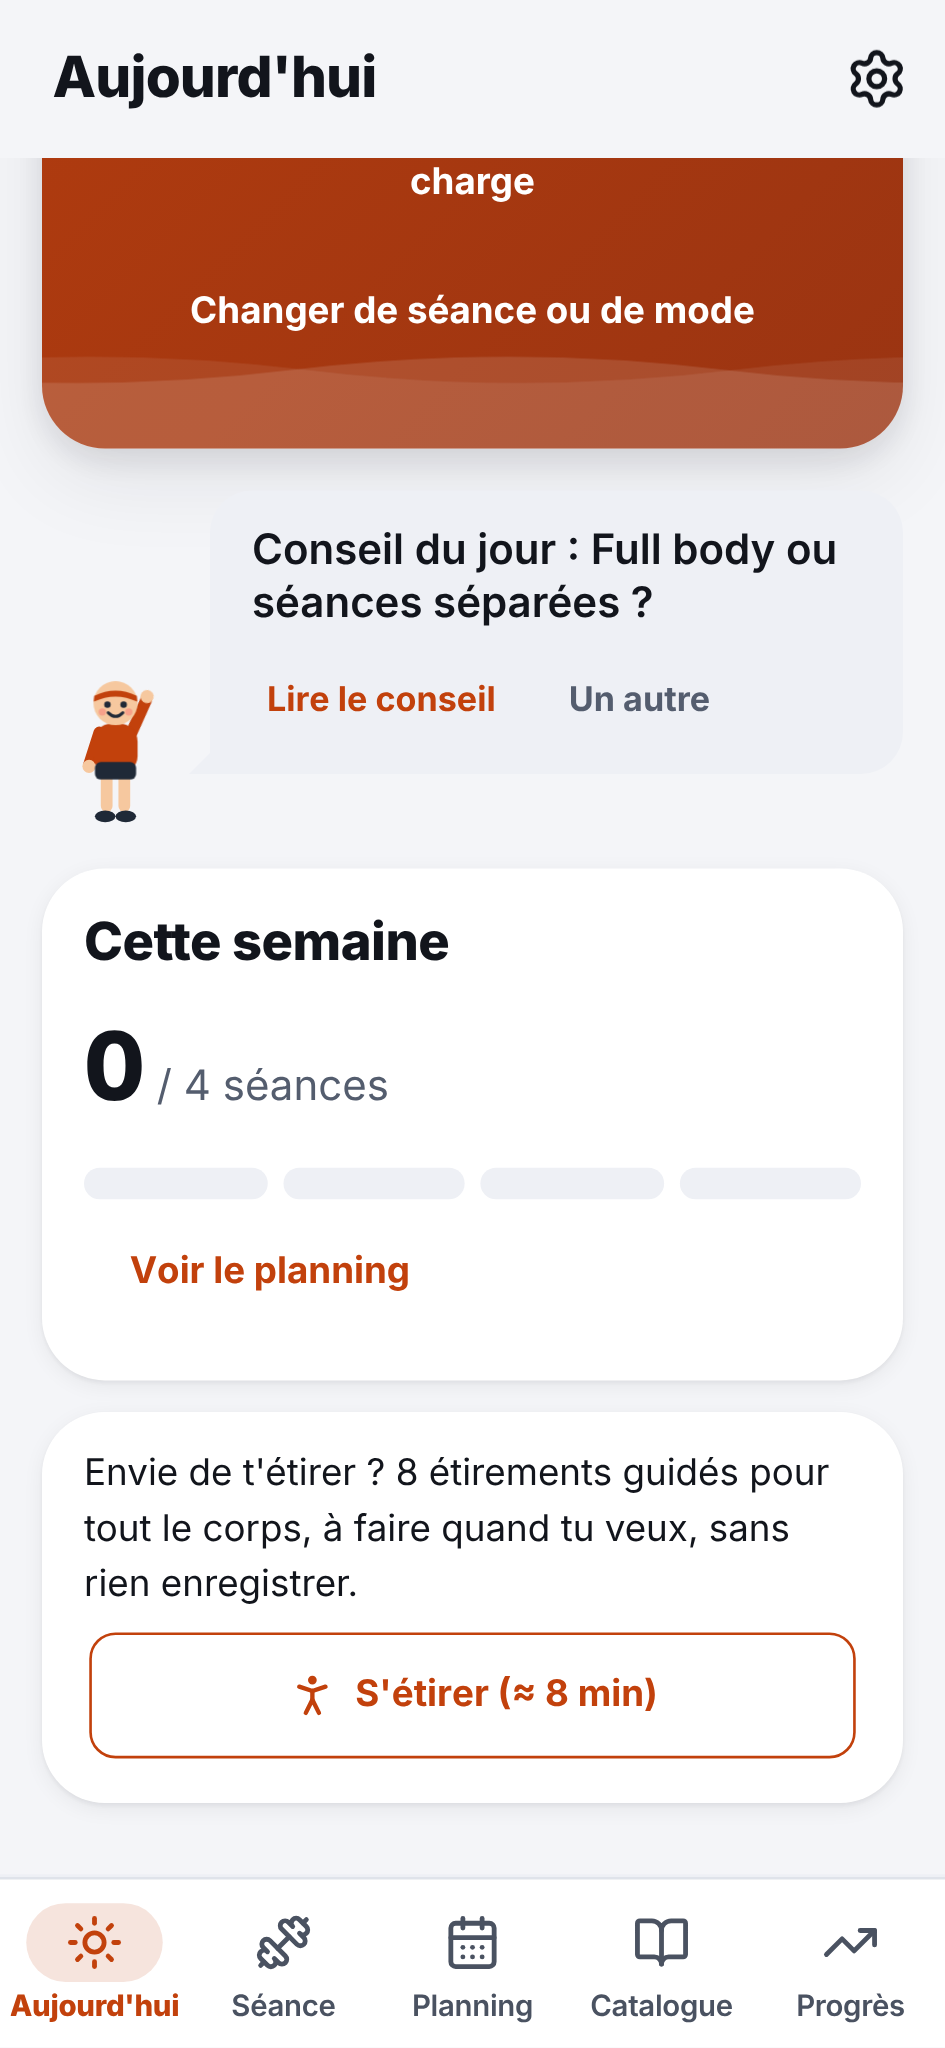 Aujourd'hui
charge
Changer de séance ou de mode
Conseil du jour : Full body ou
séances séparées ?
Lire le conseil
Un autre
Cette semaine
0 / 4 séances
Voir le planning
Envie de t'étirer ? 8 étirements guidés pour
tout le corps, à faire quand tu veux, sans
rien enregistrer.
S'étirer (≈ 8 min)
Aujourd'hui
Séance
Planning
Catalogue
Progrès